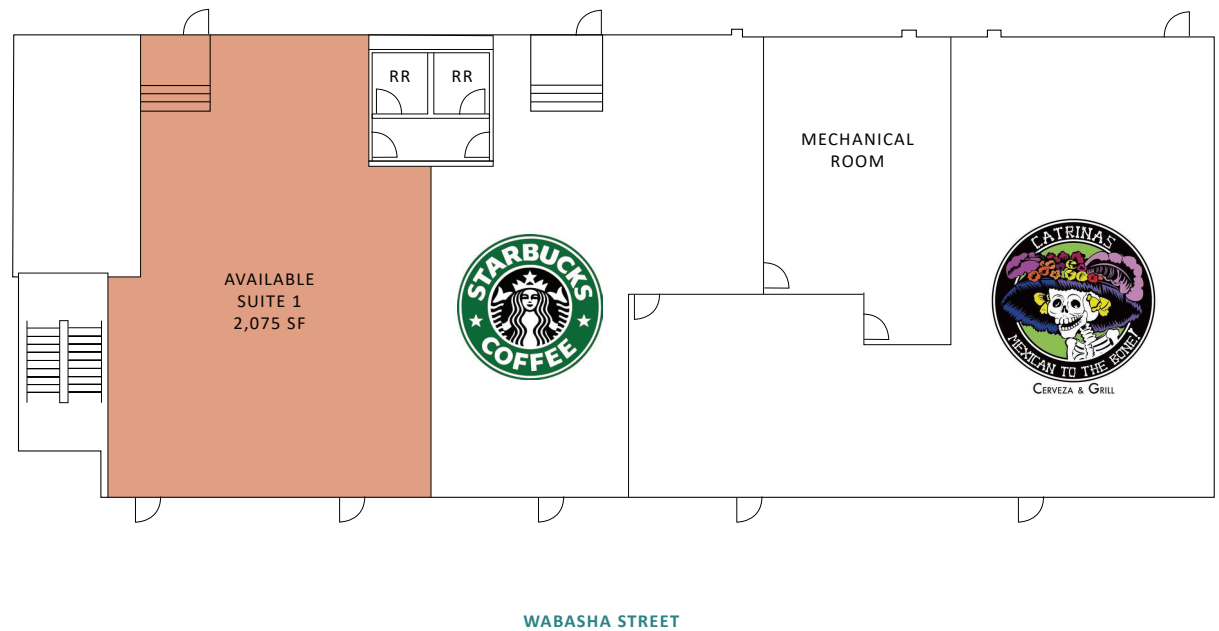 RR
RR
MECHANICAL
ROOM
AVAILABLE
SUITE 1
2,075 SF
STARBUCKS
COFFEE
CATRINAS
MEXICAN TO THE BONE!
CERVEZA & GRILL
WABASHA STREET